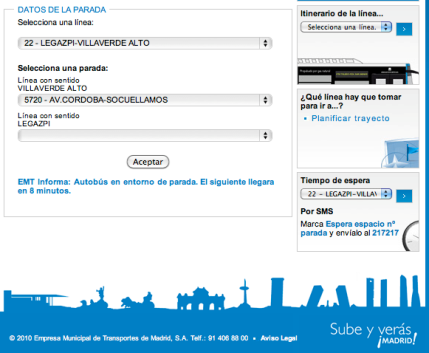 DATOS DE LA PARADA
Selecciona una línea:
22 - LEGAZPI-VILLAVERDE ALTO
Selecciona una parada:
Línea con sentido
VILLAVERDE ALTO
5720 - AV.CORDOBA-SOCUELLAMOS
Línea con sentido
LEGAZPI
Aceptar
EMT Informa: Autobús en entorno de parada. El siguiente llegara
en 8 minutos.
Itinerario de la línea...
Selecciona una línea.
¿Qué línea hay que tomar
para ir a...?
• Planificar trayecto
Tiempo de espera
22 - LEGAZPI-VILLAV
Por SMS
Marca Espera espacio nº
parada y envíalo al 217217
Sube y verás
¡MADRID!
© 2010 Empresa Municipal de Transportes de Madrid, S.A. Telf.: 91 406 88 00 • Aviso Legal